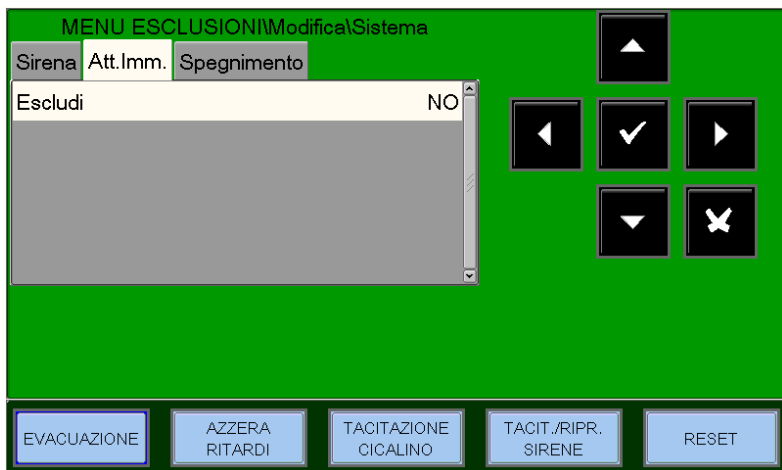 MENU ESCLUSIONI\Modifica\Sistema
Sirena Att.Imm. Spegnimento
Escludi NO
EVACUAZIONE
AZZERA
RITARDI
TACITAZIONE
CICALINO
TACIT./RIPR.
SIRENE
RESET